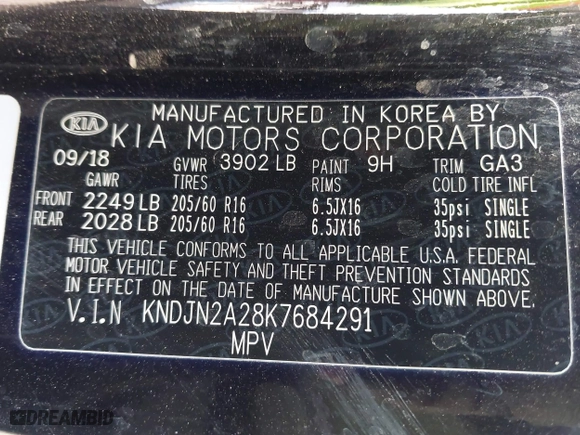 MANUFACTURED IN KOREA BY
KIA KIA MOTORS CORPORATION
09/18 GVWR 3902 LB PAINT 9H TRIM GA3
GAWR TIRES RIMS COLD TIRE INFL
FRONT 2249 LB 205/60 R16 6.5JX16 35psi SINGLE
REAR 2028 LB 205/60 R16 6.5JX16 35psi SINGLE
THIS VEHICLE CONFORMS TO ALL APPLICABLE U.S.A. FEDERAL
MOTOR VEHICLE SAFETY AND THEFT PREVENTION STANDARDS
IN EFFECT ON THE DATE OF MANUFACTURE SHOWN ABOVE.
V.I.N KNDJN2A28K7684291
MPV
DREAMBID